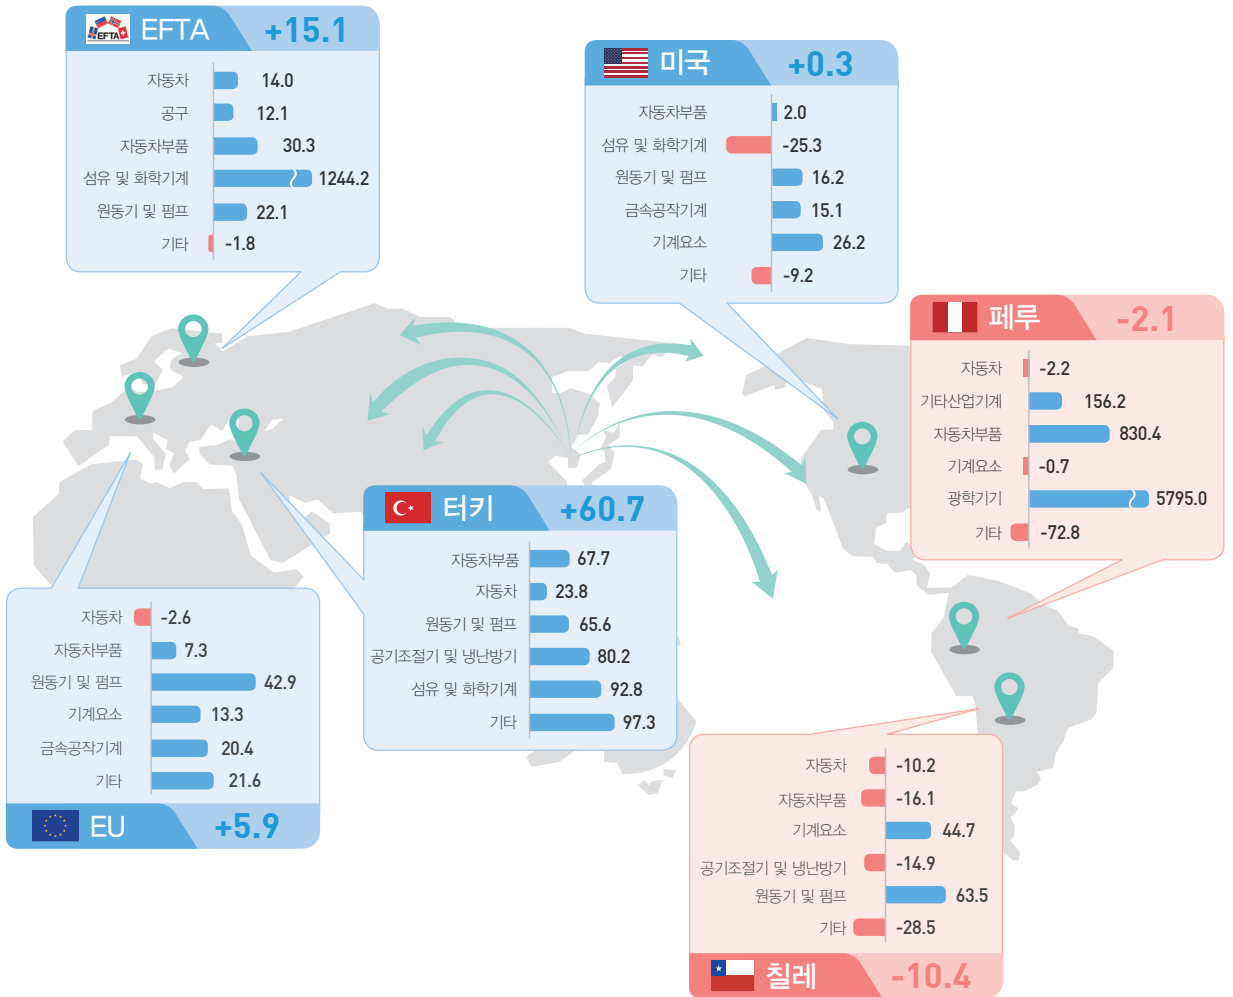 EFTA EFTA +15.1
자동차 14.0
공구 12.1
자동차부품 30.3
섬유 및 화학기계 1244.2
원동기 및 펌프 22.1
기타 -1.8
미국 +0.3
자동차부품 2.0
섬유 및 화학기계 -25.3
원동기 및 펌프 16.2
금속공작기계 15.1
기계요소 26.2
기타 -9.2
페루 -2.1
자동차 -2.2
기타산업기계 156.2
자동차부품 830.4
기계요소 -0.7
광학기기 5795.0
기타 -72.8
터키 +60.7
자동차부품 67.7
자동차 23.8
원동기 및 펌프 65.6
공기조절기 및 냉난방기 80.2
섬유 및 화학기계 92.8
기타 97.3
자동차 -2.6
자동차부품 7.3
원동기 및 펌프 42.9
기계요소 13.3
금속공작기계 20.4
기타 21.6
EU +5.9
자동차 -10.2
자동차부품 -16.1
기계요소 44.7
공기조절기 및 냉난방기 -14.9
원동기 및 펌프 63.5
기타 -28.5
칠레 -10.4